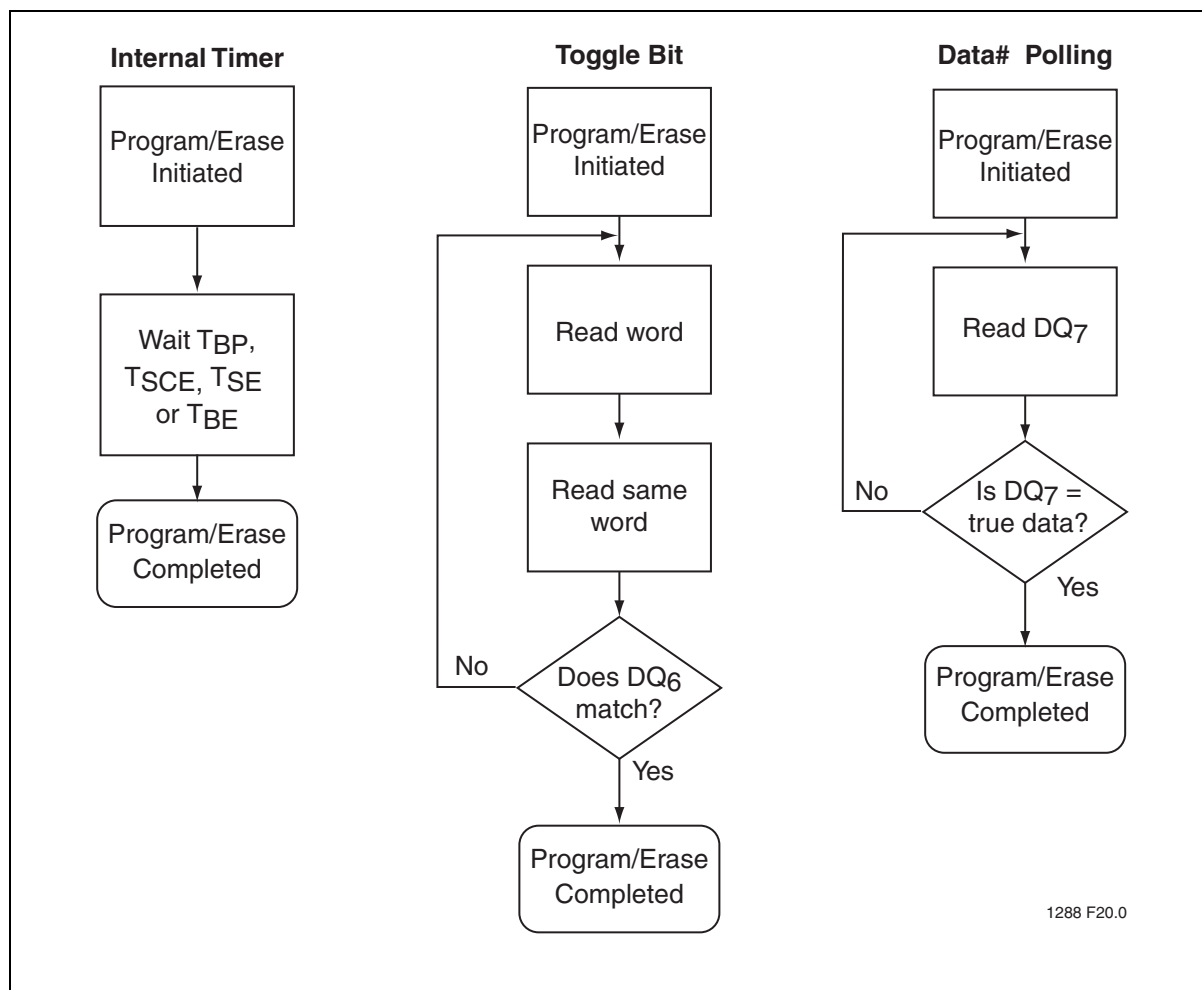 Internal Timer
Program/Erase
Initiated
Wait TBP,
TSCE, TSE
or TBE
Program/Erase
Completed
Toggle Bit
Program/Erase
Initiated
Read word
Read same
word
No
Does DQ6
match?
Yes
Program/Erase
Completed
Data# Polling
Program/Erase
Initiated
Read DQ7
No
Is DQ7 =
true data?
Yes
Program/Erase
Completed
1288 F20.0